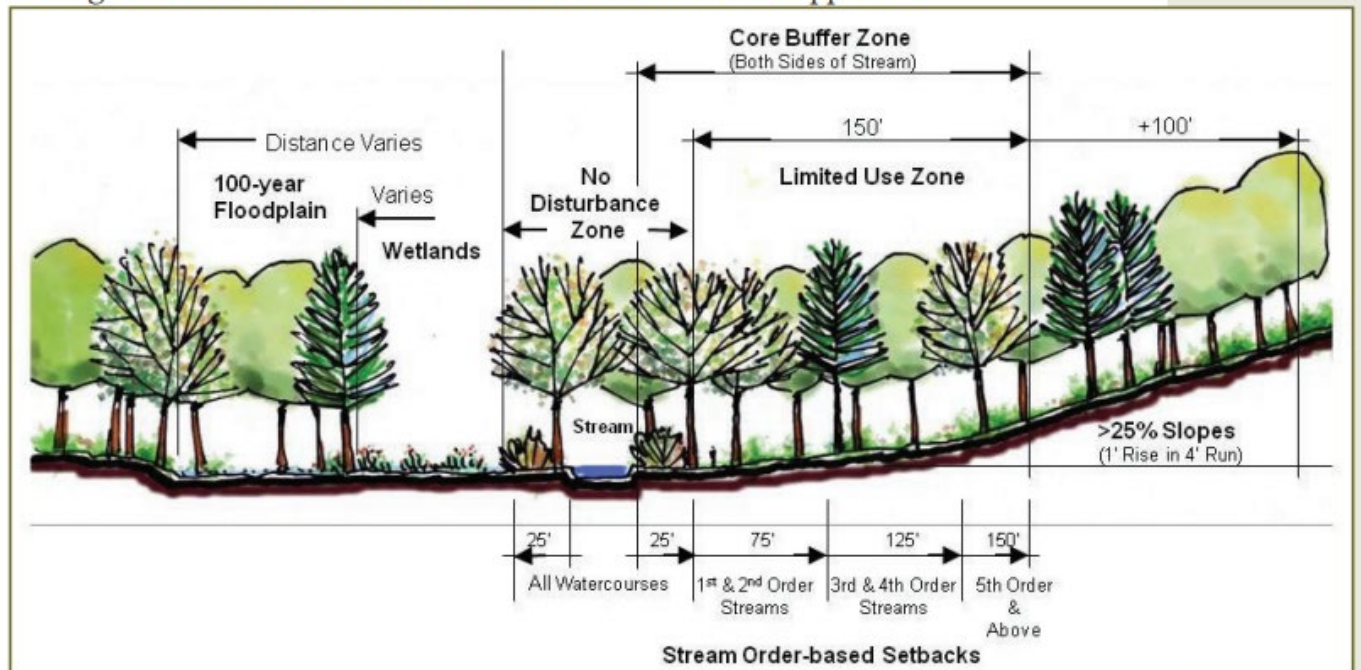 Core Buffer Zone
(Both Sides of Stream)
150'
+100'
Distance Varies
100-year
Floodplain
Varies
Wetlands
No
Disturbance
Zone
Limited Use Zone
Stream
>25% Slopes
(1' Rise in 4' Run)
25'
25'
75'
125'
150'
All Watercourses
1st & 2nd Order
Streams
3rd & 4th Order
Streams
5th Order
&
Above
Stream Order-based Setbacks